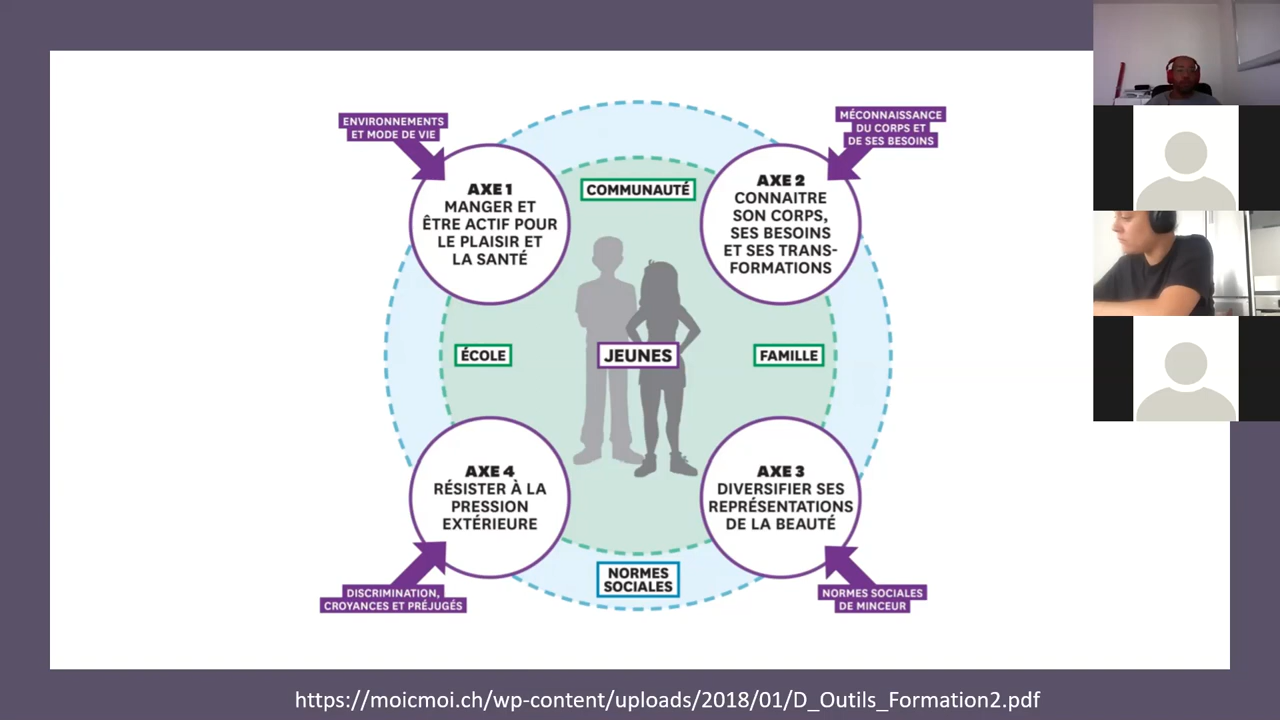 ENVIRONNEMENTS
ET MODE DE VIE
MÉCONNAISSANCE
DU CORPS ET
DE SES BESOINS
AXE 1
MANGER ET
ÊTRE ACTIF POUR
LE PLAISIR ET
LA SANTÉ
COMMUNAUTÉ
AXE 2
CONNAITRE
SON CORPS,
SES BESOINS
ET SES TRANS-
FORMATIONS
ÉCOLE
JEUNES
FAMILLE
AXE 4
RÉSISTER À LA
PRESSION
EXTÉRIEURE
AXE 3
DIVERSIFIER SES
REPRÉSENTATIONS
DE LA BEAUTÉ
NORMES
SOCIALES
DISCRIMINATION,
CROYANCES ET PRÉJUGÉS
NORMES SOCIALES
DE MINCEUR
https://moicmoi.ch/wp-content/uploads/2018/01/D_Outils_Formation2.pdf